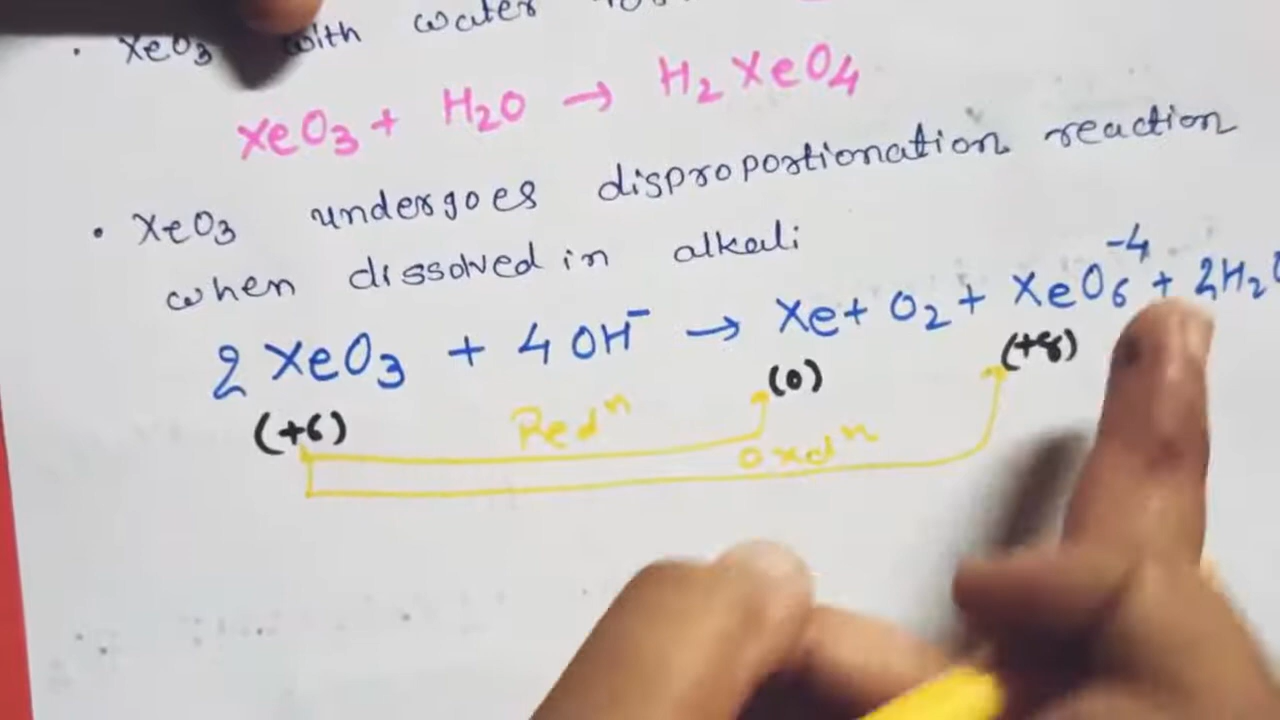 • XeO3 with water
XeO3 + H2O → H2XeO4
• XeO3 undergoes disproportionation reaction
when dissolved in alkali
2XeO3 + 4OH⁻ → Xe + O2 + XeO6⁻⁴ + 2H2O
(+6) (0) (+8)
Redⁿ
Oxdⁿ